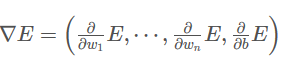 ∇E = (∂/∂w₁ E, ⋯, ∂/∂wₙ E, ∂/∂b E)